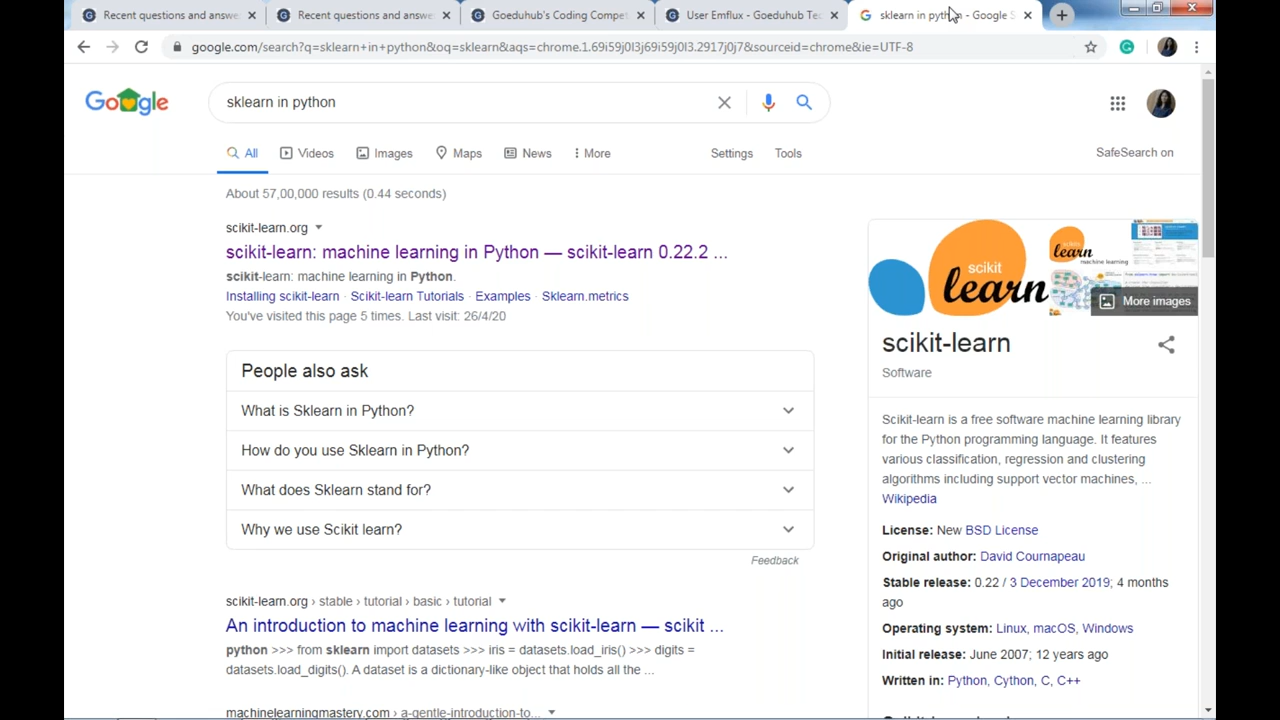 Recent questions and answe
Recent questions and answe
Goeduhub's Coding Compet
User Emflux - Goeduhub Tec
sklearn in python - Google S
google.com/search?q=sklearn+in+python&oq=sklearn&aqs=chrome.1.69i59j0l3j69i59j0l3.2917j0j7&sourceid=chrome&ie=UTF-8
Google
sklearn in python
All Videos Images Maps News More Settings Tools
SafeSearch on
About 57,00,000 results (0.44 seconds)
scikit-learn.org
scikit-learn: machine learning in Python — scikit-learn 0.22.2 ...
scikit-learn machine learning in Python
Installing scikit-learn · Scikit-learn Tutorials · Examples · Sklearn.metrics
You've visited this page 5 times. Last visit: 26/4/20
People also ask
What is Sklearn in Python?
How do you use Sklearn in Python?
What does Sklearn stand for?
Why we use Scikit learn?
Feedback
scikit-learn.org › stable › tutorial › basic › tutorial
An introduction to machine learning with scikit-learn — scikit ...
python >>> from sklearn import datasets >>> iris = datasets.load_iris() >>> digits =
datasets.load_digits(). A dataset is a dictionary-like object that holds all the ...
machinelearningmastery.com › a-gentle-introduction-to...
scikit
learn
learn
machine learning
More images
scikit-learn
Software
Scikit-learn is a free software machine learning library
for the Python programming language. It features
various classification, regression and clustering
algorithms including support vector machines, ...
Wikipedia
License: New BSD License
Original author: David Cournapeau
Stable release: 0.22 / 3 December 2019; 4 months
ago
Operating system: Linux, macOS, Windows
Initial release: June 2007; 12 years ago
Written in: Python, Cython, C, C++